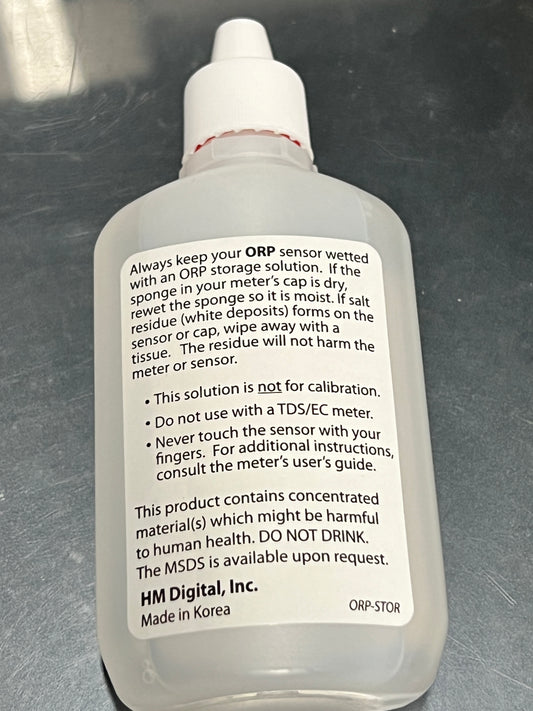 Always keep your ORP sensor wetted
with an ORP storage solution. If the
sponge in your meter's cap is dry,
rewet the sponge so it is moist. If salt
residue (white deposits) forms on the
sensor or cap, wipe away with a
tissue. The residue will not harm the
meter or sensor.
• This solution is not for calibration.
• Do not use with a TDS/EC meter.
• Never touch the sensor with your
fingers. For additional instructions,
consult the meter's user's guide.
This product contains concentrated
material(s) which might be harmful
to human health. DO NOT DRINK.
The MSDS is available upon request.
HM Digital, Inc.
Made in Korea
ORP-STOR